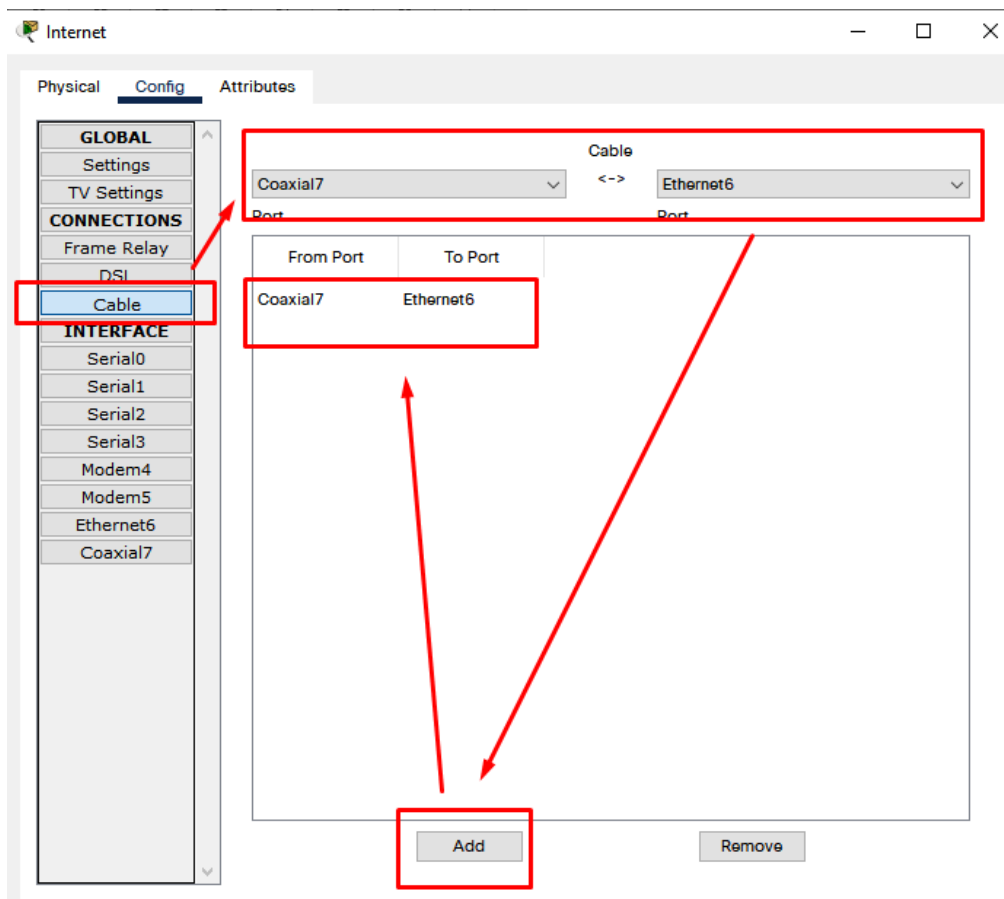 Internet
Physical Config Attributes
GLOBAL
Settings
TV Settings
CONNECTIONS
Frame Relay
DSL
Cable
INTERFACE
Serial0
Serial1
Serial2
Serial3
Modem4
Modem5
Ethernet6
Coaxial7
Cable
Coaxial7 <-> Ethernet6
Port Port
From Port To Port
Coaxial7 Ethernet6
Add Remove